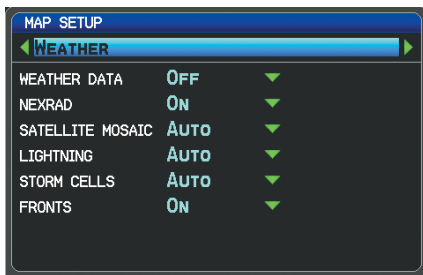 MAP SETUP
WEATHER
WEATHER DATA OFF
NEXRAD ON
SATELLITE MOSAIC AUTO
LIGHTNING AUTO
STORM CELLS AUTO
FRONTS ON